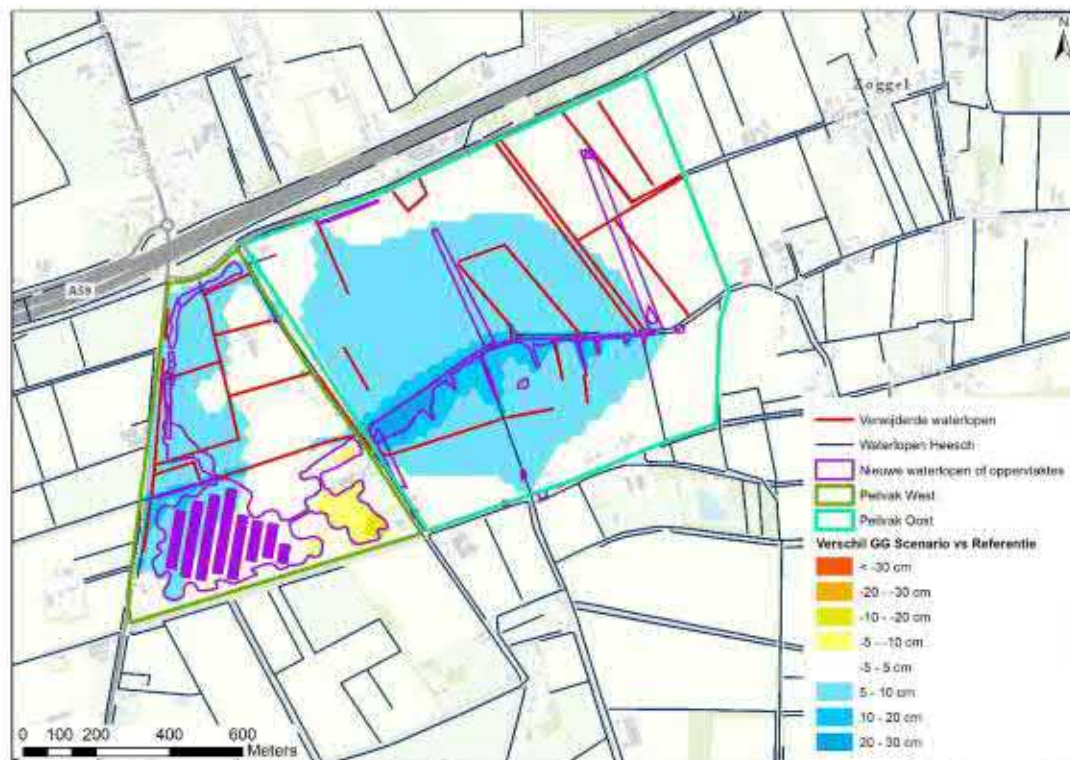 N
Zoggel
A59
Verwijderde waterlopen
Waterlopen Heesch
Nieuwe waterlopen of oppervlaktes
Peilvak West
Peilvak Oost
Verschil GG Scenario vs Referentie
< -30 cm
-20 - -30 cm
-10 - -20 cm
-5 - -10 cm
-5 - 5 cm
5 - 10 cm
10 - 20 cm
20 - 30 cm
0 100 200 400 600
Meters